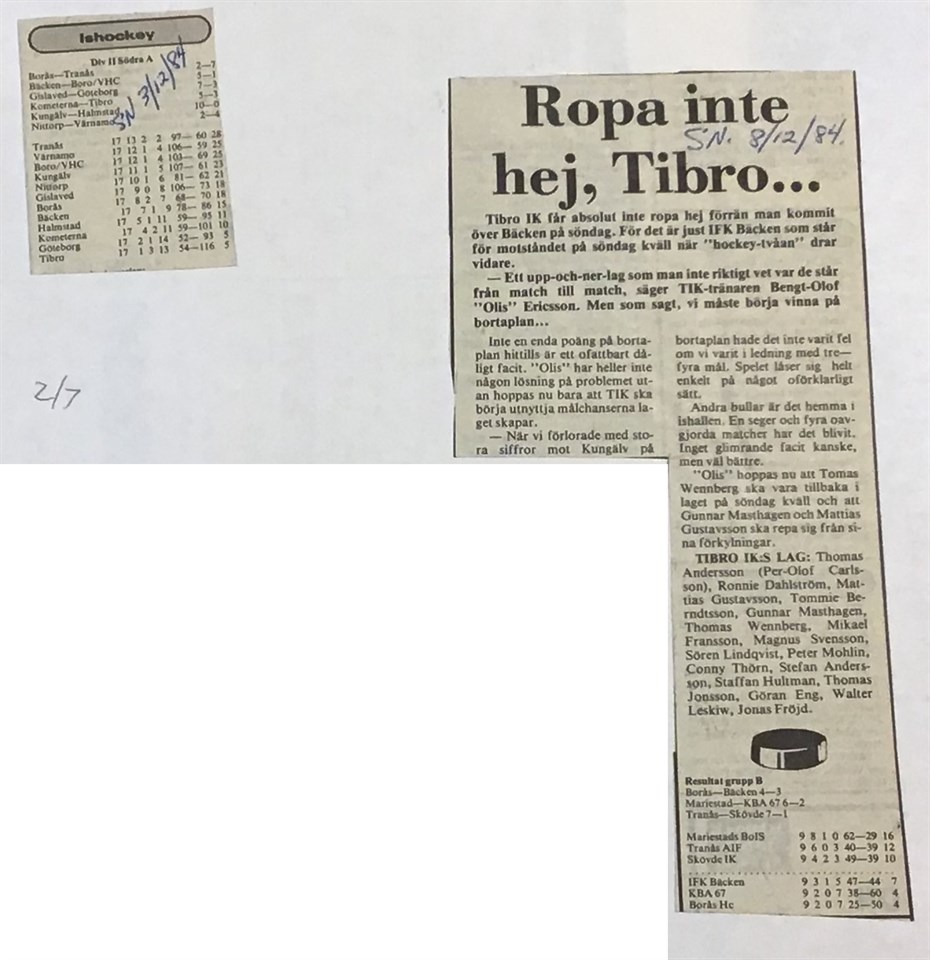 Ishockey
Div II Södra A
Borås—Tranås 2—7
Bäcken—Boro/VHC 5—1
Gislaved—Göteborg 7—3
Kometerna—Tibro 5—3
Kungälv—Halmstad 10—0
Nittorp—Värnamo 2—4
SN 3/12/84
Tranås 17 13 2 2 97— 60 28
Värnamo 17 12 1 4 106— 59 25
Boro/VHC 17 12 1 4 103— 69 25
Kungälv 17 11 1 5 107— 61 23
Nittorp 17 10 1 6 81— 62 21
Gislaved 17 9 0 8 106— 73 18
Borås 17 8 2 7 68— 70 18
Bäcken 17 7 1 9 78— 86 15
Halmstad 17 5 1 11 59— 95 11
Kometerna 17 4 2 11 59—101 10
Göteborg 17 2 1 14 52— 93 5
Tibro 17 1 3 13 54—116 5
2/7
Ropa inte
SN. 8/12/84.
hej, Tibro...
Tibro IK får absolut inte ropa hej förrän man kommit
över Bäcken på söndag. För det är just IFK Bäcken som står
för motståndet på söndag kväll när "hockey-tvåan" drar
vidare.
— Ett upp-och-ner-lag som man inte riktigt vet var de står
från match till match, säger TIK-tränaren Bengt-Olof
"Olis" Ericsson. Men som sagt, vi måste börja vinna på
bortaplan...
Inte en enda poäng på borta-
plan hittills är ett ofattbart då-
ligt facit. "Olis" har heller inte
någon lösning på problemet ut-
an hoppas nu bara att TIK ska
börja utnyttja målchanserna la-
get skapar.
— När vi förlorade med sto-
ra siffror mot Kungälv på
bortaplan hade det inte varit fel
om vi varit i ledning med tre—
fyra mål. Spelet låser sig helt
enkelt på något oförklarligt
sätt.
Andra bullar är det hemma i
ishallen. En seger och fyra oav-
gjorda matcher har det blivit.
Inget glimrande facit kanske,
men väl bättre.
"Olis" hoppas nu att Tomas
Wennberg ska vara tillbaka i
laget på söndag kväll och att
Gunnar Masthagen och Mattias
Gustavsson ska repa sig från si-
na förkylningar.
TIBRO IK:S LAG: Thomas
Andersson (Per-Olof Carls-
son), Ronnie Dahlström, Mat-
tias Gustavsson, Tommie Be-
rndtsson, Gunnar Masthagen,
Thomas Wennberg, Mikael
Fransson, Magnus Svensson,
Sören Lindqvist, Peter Mohlin,
Conny Thörn, Stefan Anders-
son, Staffan Hultman, Thomas
Jonsson, Göran Eng, Walter
Leskiw, Jonas Fröjd.
Resultat grupp B
Borås—Bäcken 4—3
Mariestad—KBA 67 6—2
Tranås—Skövde 7—1
Mariestads BoIS 9 8 1 0 62—29 16
Tranås AIF 9 6 0 3 40—39 12
Skövde IK 9 4 2 3 49—39 10
IFK Bäcken 9 3 1 5 47—44 7
KBA 67 9 2 0 7 38—60 4
Borås Hc 9 2 0 7 25—50 4